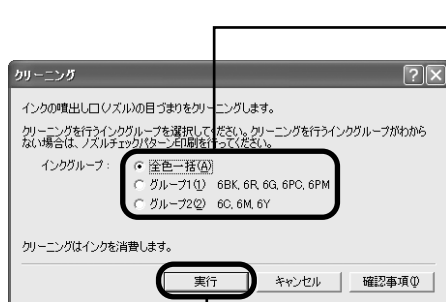 クリーニング
インクの噴出し口(ノズル)の目づまりをクリーニングします。
クリーニングを行うインクグループを選択してください。クリーニングを行うインクグループがわから
ない場合は、ノズルチェックパターン印刷を行ってください。
インクグループ： 全色一括(A)
グループ1(1) 6BK, 6R, 6G, 6PC, 6PM
グループ2(2) 6C, 6M, 6Y
クリーニングはインクを消費します。
実行 キャンセル 確認事項(I)